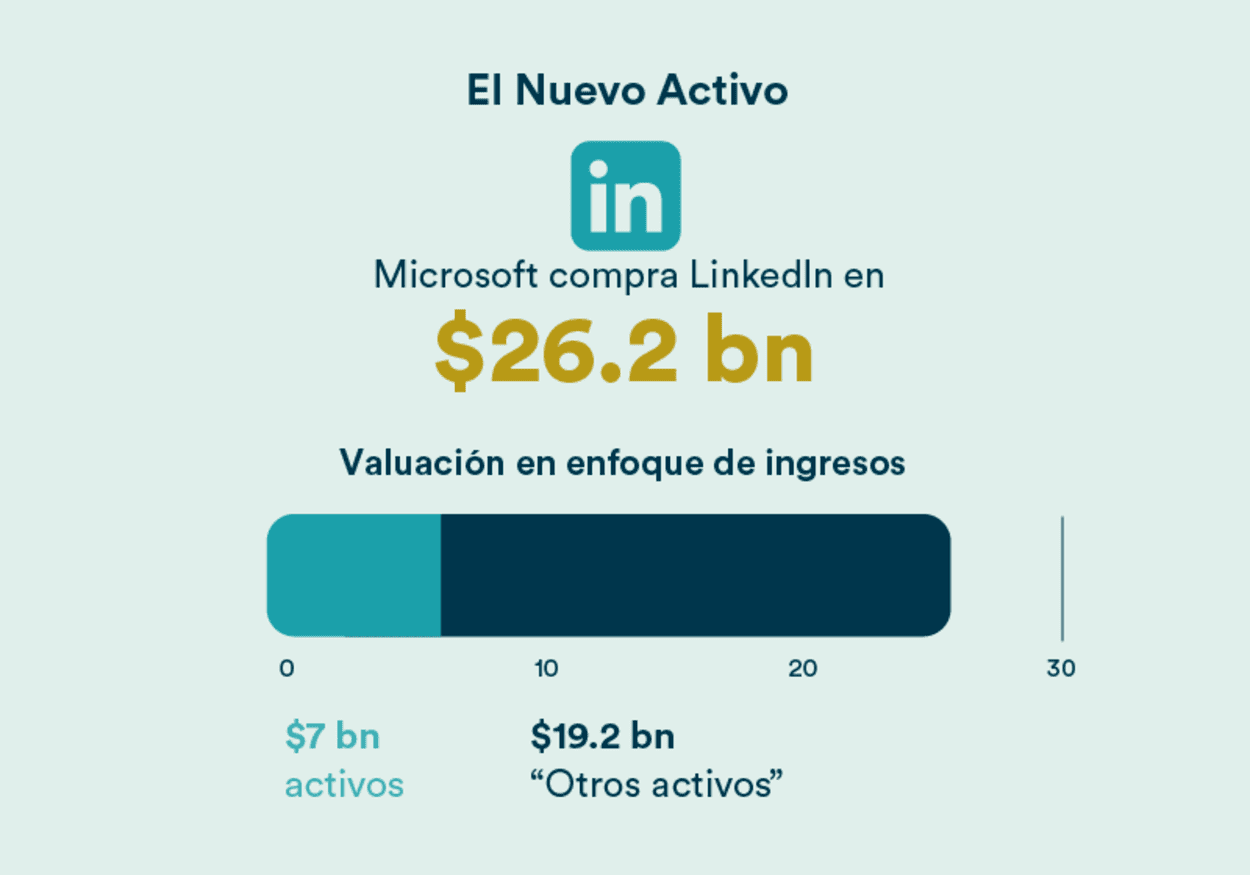 El Nuevo Activo
in
Microsoft compra LinkedIn en
$26.2 bn
Valuación en enfoque de ingresos
0 10 20 30
$7 bn $19.2 bn
activos “Otros activos”